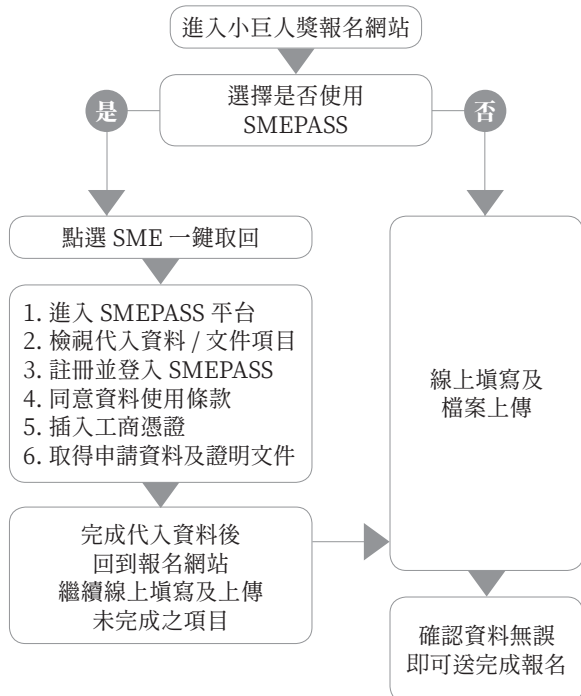 進入小巨人獎報名網站
選擇是否使用
SMEPASS
是
否
點選 SME 一鍵取回
1. 進入 SMEPASS 平台
2. 檢視代入資料 / 文件項目
3. 註冊並登入 SMEPASS
4. 同意資料使用條款
5. 插入工商憑證
6. 取得申請資料及證明文件
完成代入資料後
回到報名網站
繼續線上填寫及上傳
未完成之項目
線上填寫及
檔案上傳
確認資料無誤
即可送完成報名